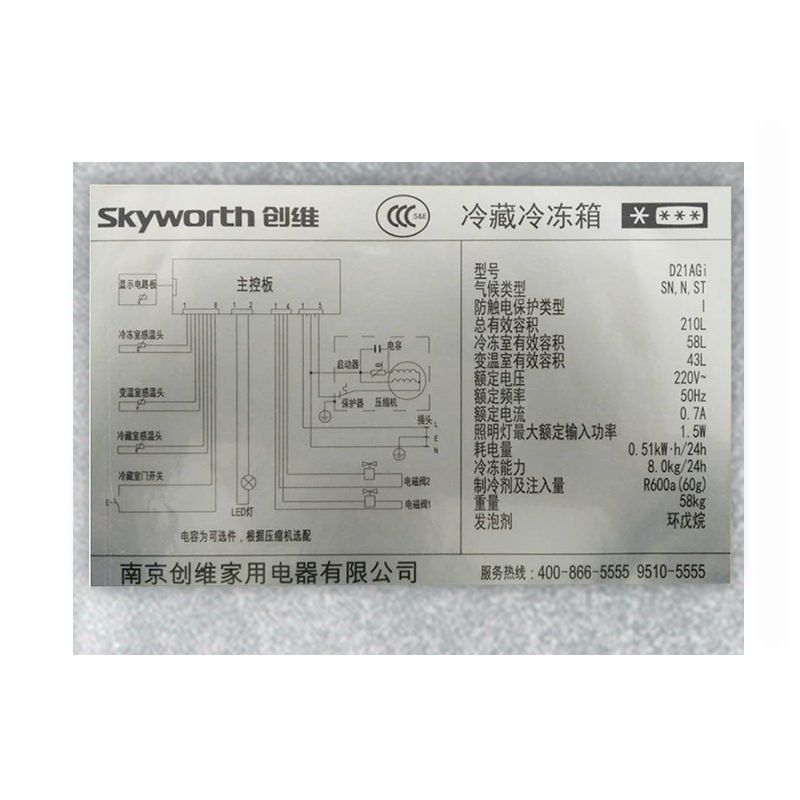 Skyworth 创维
CCC S&E
冷藏冷冻箱
显示电路板
主控板
1 8 1 2 1 4 1 5
冷冻室感温头
变温室感温头
冷藏室感温头
冷藏室门开关
LED灯
电容
启动器
保护器
压缩机
插头
L
E
N
电磁阀2
电磁阀1
电容为可选件，根据压缩机选配
型号 D21AGi
气候类型 SN,N,ST
防触电保护类型 I
总有效容积 210L
冷冻室有效容积 58L
变温室有效容积 43L
额定电压 220V~
额定频率 50Hz
额定电流 0.7A
照明灯最大额定输入功率 1.5W
耗电量 0.51kW·h/24h
冷冻能力 8.0kg/24h
制冷剂及注入量 R600a(60g)
重量 58kg
发泡剂 环戊烷
南京创维家用电器有限公司
服务热线：400-866-5555 9510-5555